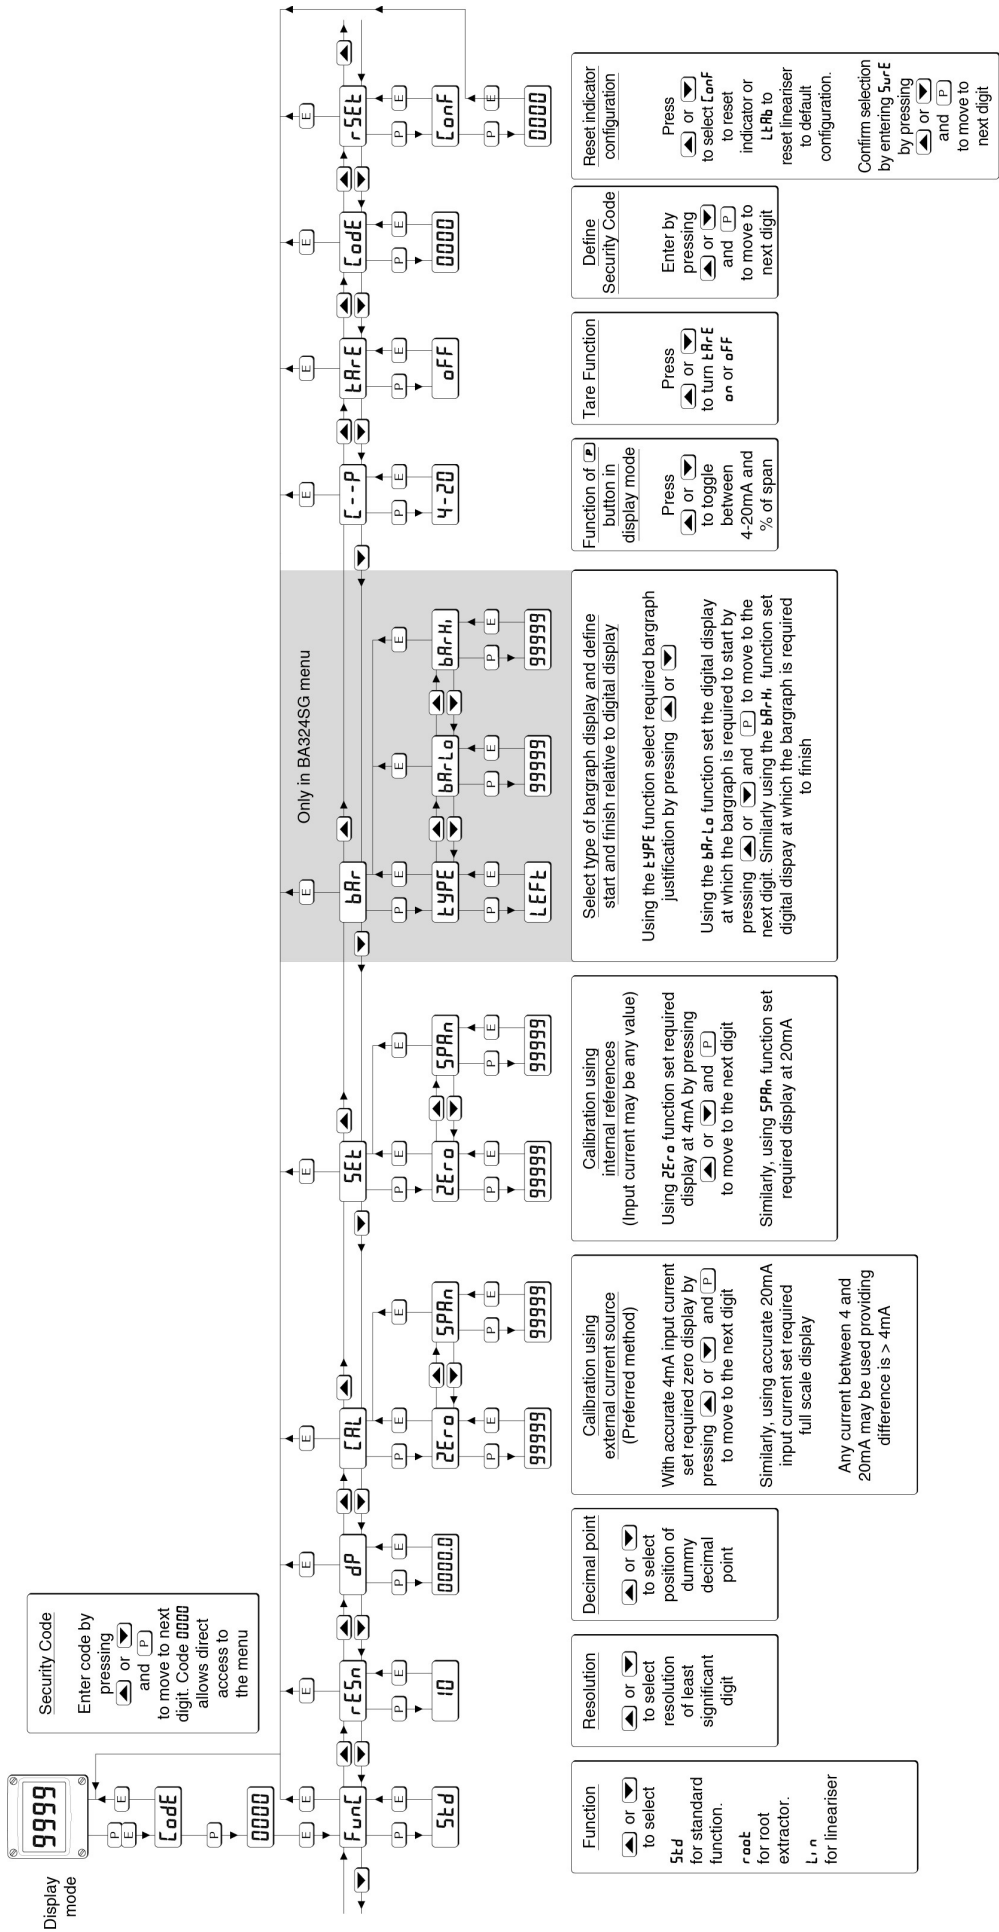 Display
mode
9999
P E
E
CodE
P
0000
E
E
Security Code
Enter code by
pressing
▲ or ▼
and P
to move to next
digit. Code 0000
allows direct
access to
the menu
FunC
P
E
Std
E
rESn
P
E
10
E
dP
P
E
0000.0
E
CAL
P
E
E
2Ero
SPAn
P
E
P
E
99999
99999
E
SEt
P
E
E
2Ero
SPAn
P
E
P
E
99999
99999
Only in BA324SG menu
E
bAr
P
E
E
E
tYPE
bArLo
bArHi
P
E
P
E
P
E
LEFt
99999
99999
E
C--P
P
E
4-20
E
tArE
P
E
oFF
E
CodE
P
E
0000
E
rSEt
P
E
ConF
P
E
0000
Function
▲ or ▼
to select
Std
for standard
function.
root
for root
extractor.
Lin
for lineariser
Resolution
▲ or ▼
to select
resolution
of least
significant
digit
Decimal point
▲ or ▼
to select
position of
dummy
decimal
point
Calibration using
external current source
(Preferred method)
With accurate 4mA input current
set required zero display by
pressing ▲ or ▼ and P
to move to the next digit
Similarly, using accurate 20mA
input current set required
full scale display
Any current between 4 and
20mA may be used providing
difference is > 4mA
Calibration using
internal references
(Input current may be any value)
Using 2Ero function set required
display at 4mA by pressing
▲ or ▼ and P
to move to the next digit
Similarly, using SPAn function set
required display at 20mA
Select type of bargraph display and define
start and finish relative to digital display
Using the tYPE function select required bargraph
justification by pressing ▲ or ▼
Using the bArLo function set the digital display
at which the bargraph is required to start by
pressing ▲ or ▼ and P to move to the
next digit. Similarly using the bArHi function set
digital dispay at which the bargraph is required
to finish
Function of P
button in
display mode
Press
▲ or ▼
to toggle
between
4-20mA and
% of span
Tare Function
Press
▲ or ▼
to turn tArE
on or oFF
Define
Security Code
Enter by
pressing
▲ or ▼
and P
to move to
next digit
Reset indicator
configuration
Press
▲ or ▼
to select ConF
to reset
indicator or
LtAb to
reset lineariser
to default
configuration.
Confirm selection
by entering SurE
by pressing
▲ or ▼
and P
to move to
next digit